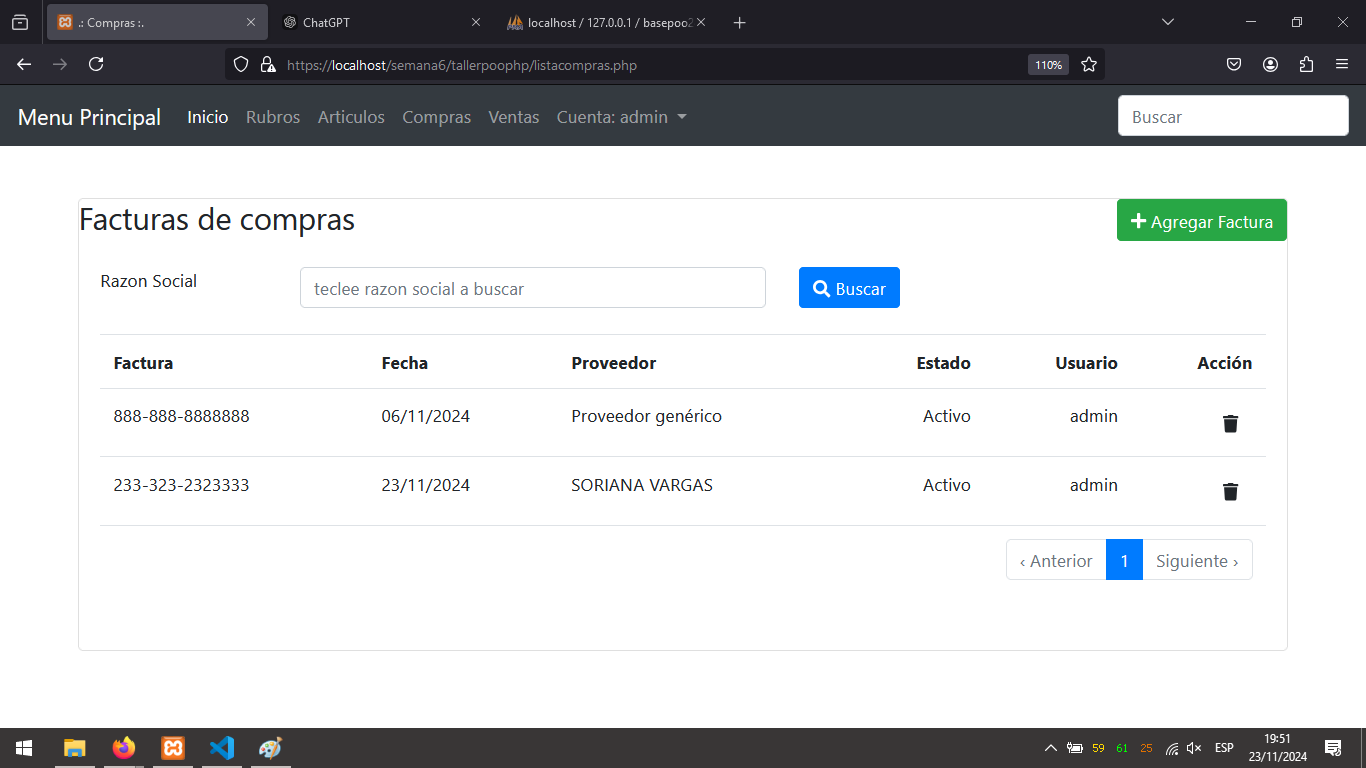 .: Compras :.
ChatGPT
localhost / 127.0.0.1 / basepoo2
https://localhost/semana6/tallerpoophp/listacompras.php
110%
Menu Principal Inicio Rubros Articulos Compras Ventas Cuenta: admin
Buscar
Facturas de compras
Agregar Factura
Razon Social
teclee razon social a buscar
Buscar
Factura Fecha Proveedor Estado Usuario Acción
888-888-8888888 06/11/2024 Proveedor genérico Activo admin
233-323-2323333 23/11/2024 SORIANA VARGAS Activo admin
‹ Anterior 1 Siguiente ›
59 61 25 ESP
19:51
23/11/2024